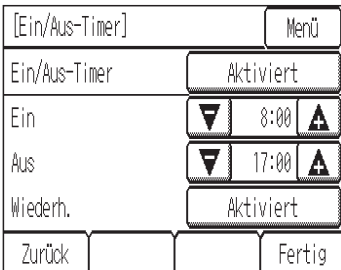 [Ein/Aus-Timer] Menü
Ein/Aus-Timer Aktiviert
Ein 8:00
Aus 17:00
Wiederh. Aktiviert
Zurück Fertig